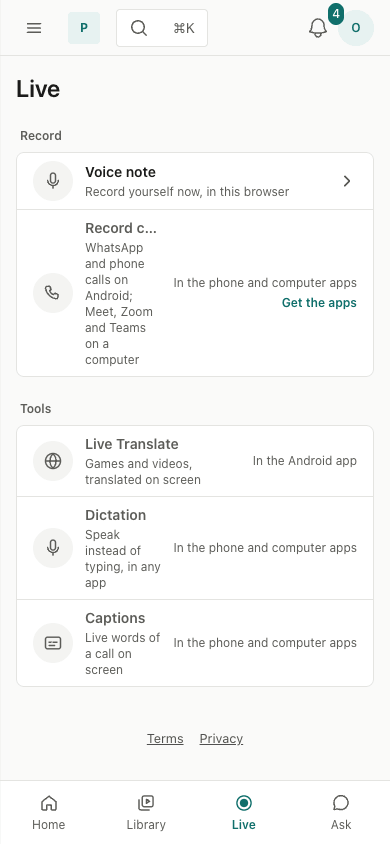 P
⌘K
4
O
Live
Record
Voice note
Record yourself now, in this browser
Record c...
WhatsApp
and phone
calls on
Android;
Meet, Zoom
and Teams
on a
computer
In the phone and computer apps
Get the apps
Tools
Live Translate
Games and videos,
translated on screen
In the Android app
Dictation
Speak
instead of
typing, in any
app
In the phone and computer apps
Captions
Live words of
a call on
screen
In the phone and computer apps
Terms Privacy
Home Library Live Ask